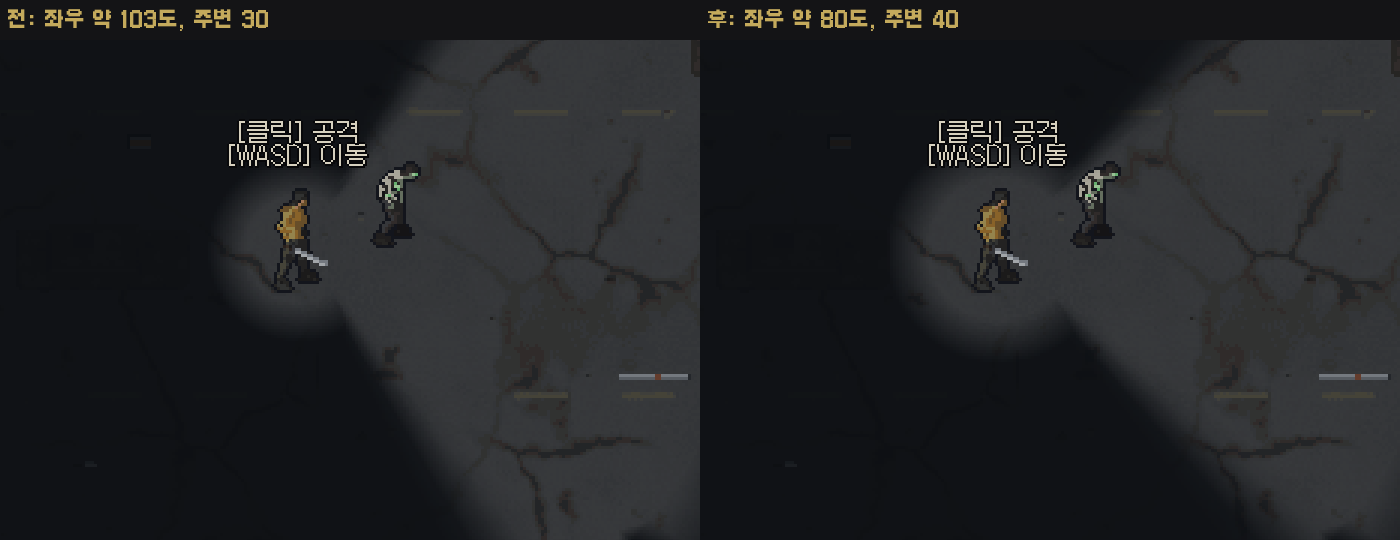 전: 좌우 약 103도, 주변 30
후: 좌우 약 80도, 주변 40
[클릭] 공격
[WASD] 이동
[클릭] 공격
[WASD] 이동